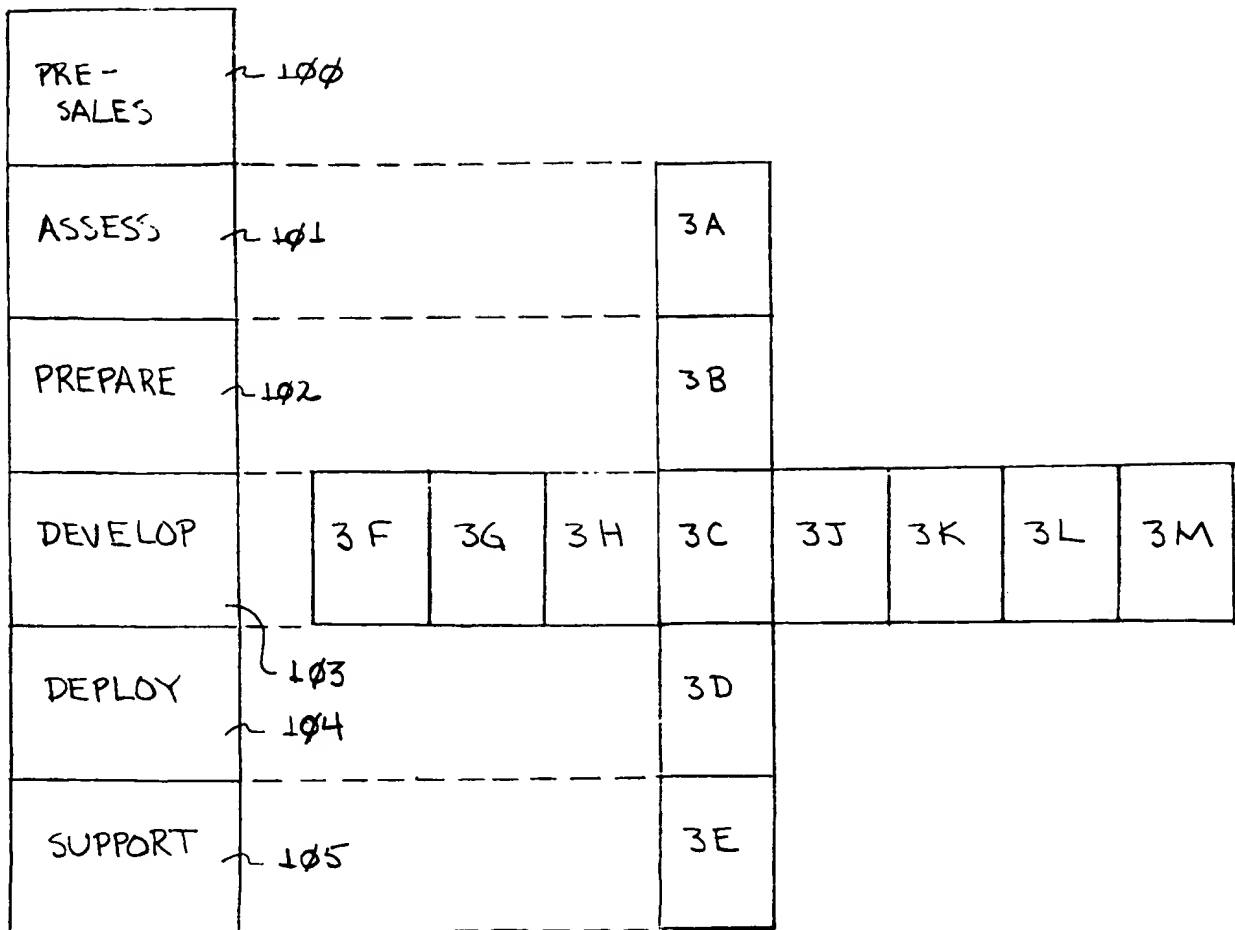 PRE-
SALES
100
ASSESS
101
3A
PREPARE
102
3B
DEVELOP
3F
3G
3H
3C
3J
3K
3L
3M
103
DEPLOY
104
3D
SUPPORT
105
3E